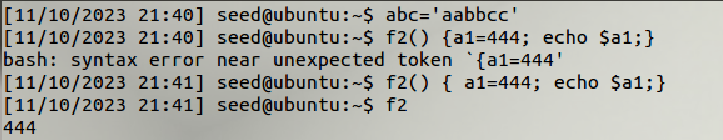 [11/10/2023 21:40] seed@ubuntu:~$ abc='aabbcc'
[11/10/2023 21:40] seed@ubuntu:~$ f2() {a1=444; echo $a1;}
bash: syntax error near unexpected token `{a1=444'
[11/10/2023 21:41] seed@ubuntu:~$ f2() { a1=444; echo $a1;}
[11/10/2023 21:41] seed@ubuntu:~$ f2
444